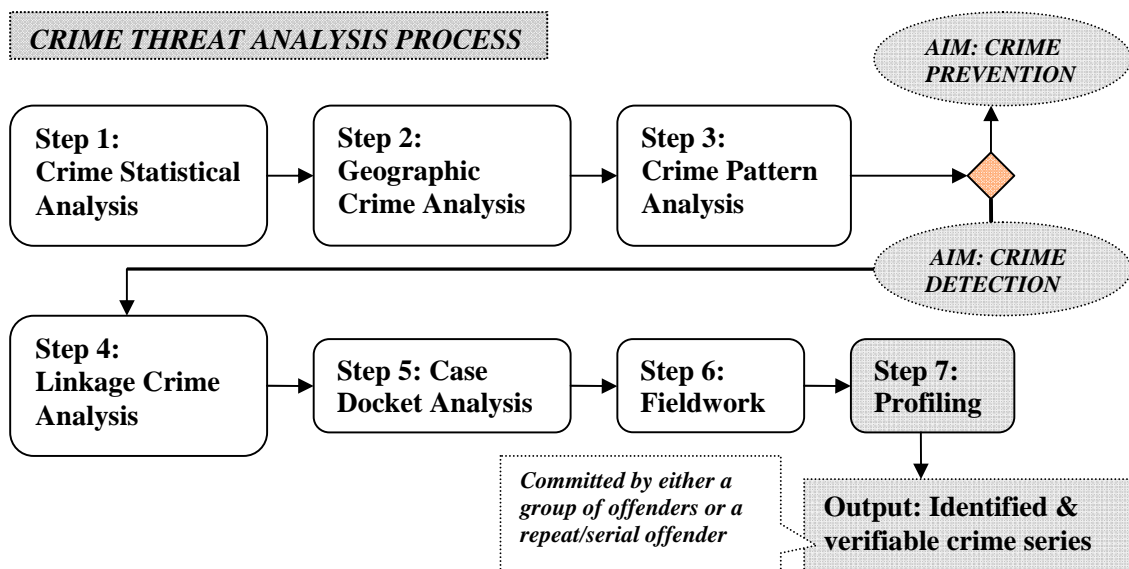 CRIME THREAT ANALYSIS PROCESS
AIM: CRIME
PREVENTION
Step 1:
Crime Statistical
Analysis
Step 2:
Geographic
Crime Analysis
Step 3:
Crime Pattern
Analysis
AIM: CRIME
DETECTION
Step 4:
Linkage Crime
Analysis
Step 5: Case
Docket Analysis
Step 6:
Fieldwork
Step 7:
Profiling
Committed by either a
group of offenders or a
repeat/serial offender
Output: Identified &
verifiable crime series